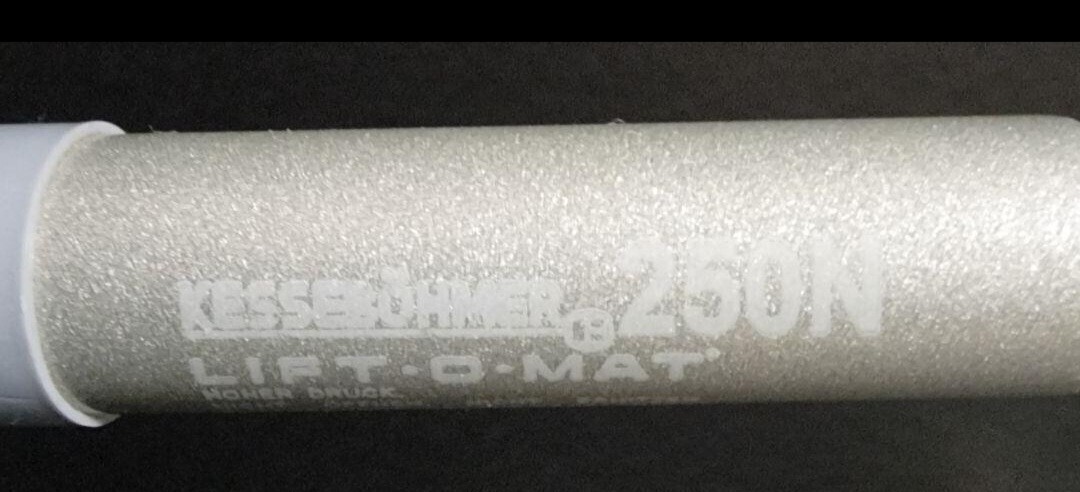 KESSEBÖHMER 250N
LIFT-O-MAT
HOHER DRUCK